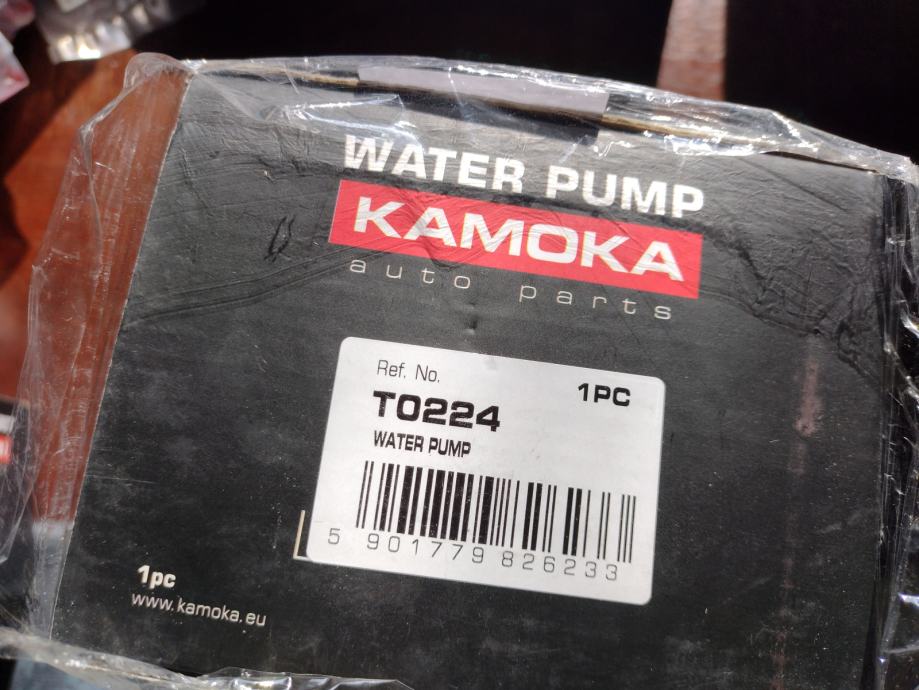 WATER PUMP
KAMOKA
auto parts
Ref. No.
1PC
T0224
WATER PUMP
5 901779 826233
1pc
www.kamoka.eu